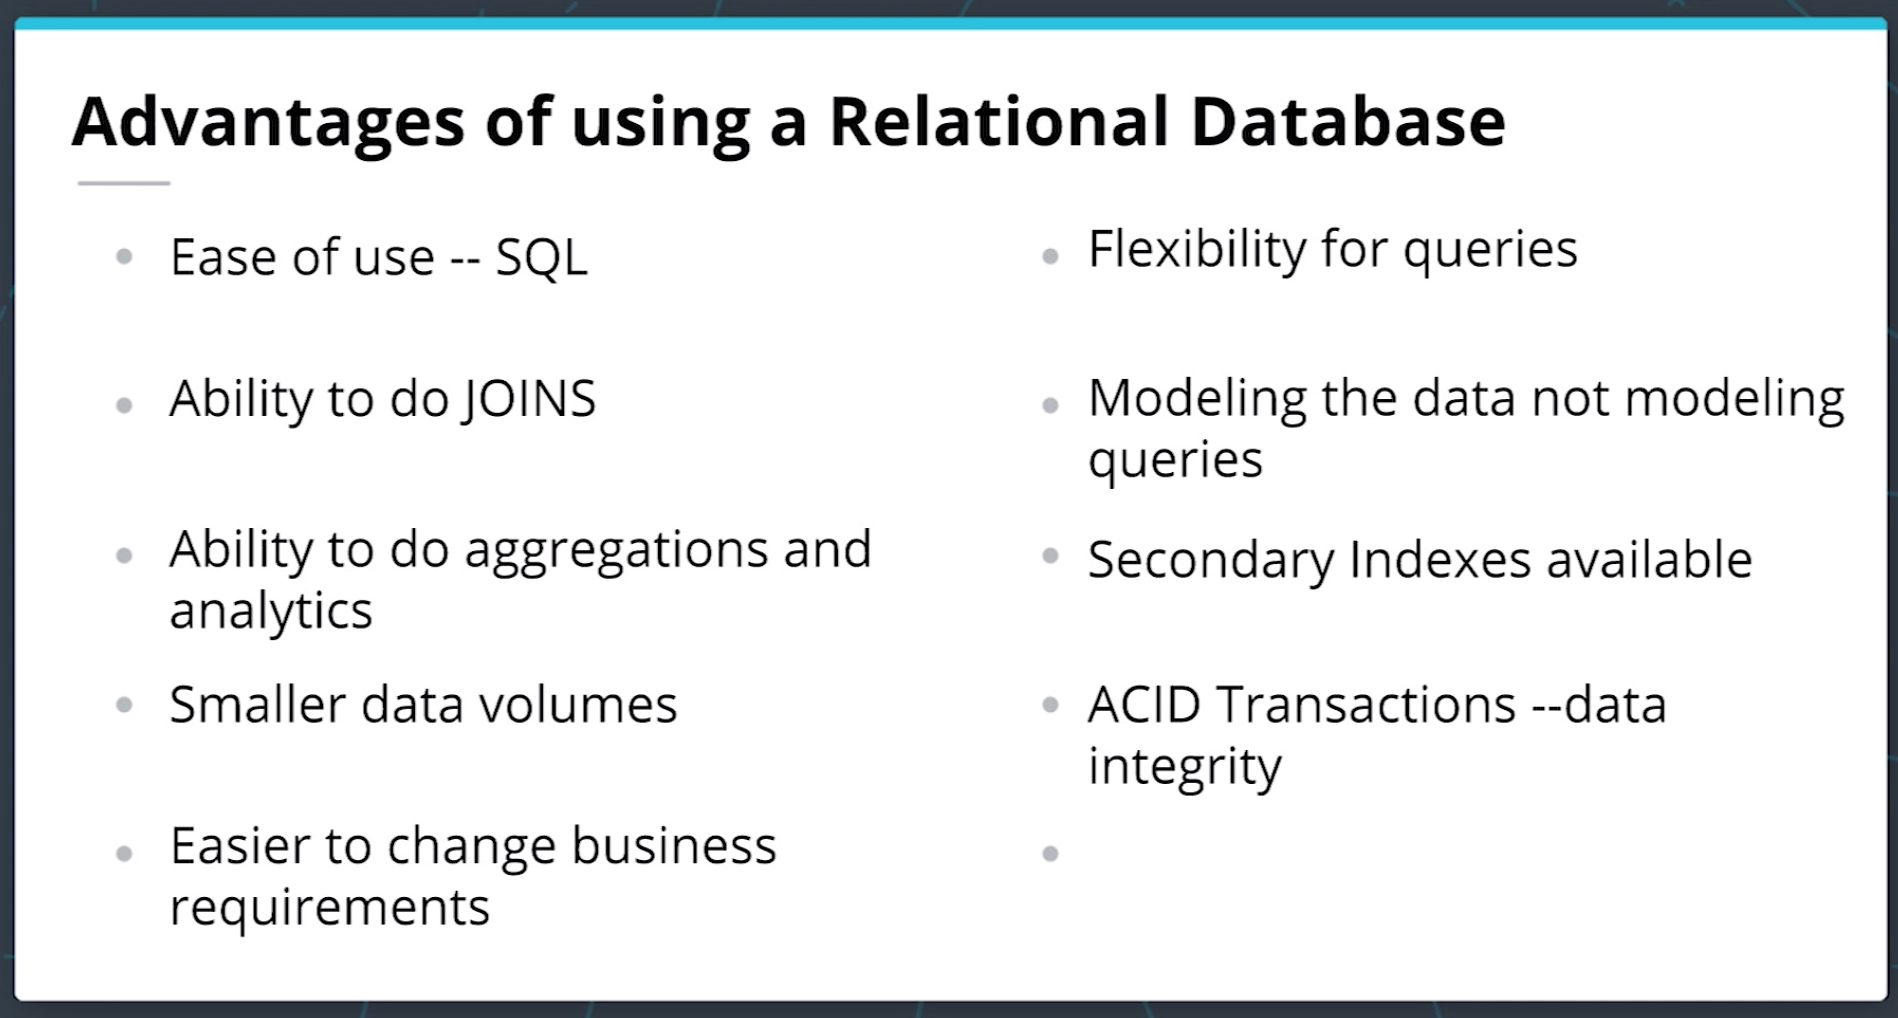 Advantages of using a Relational Database
Ease of use -- SQL
Ability to do JOINS
Ability to do aggregations and
analytics
Smaller data volumes
Easier to change business
requirements
Flexibility for queries
Modeling the data not modeling
queries
Secondary Indexes available
ACID Transactions --data
integrity